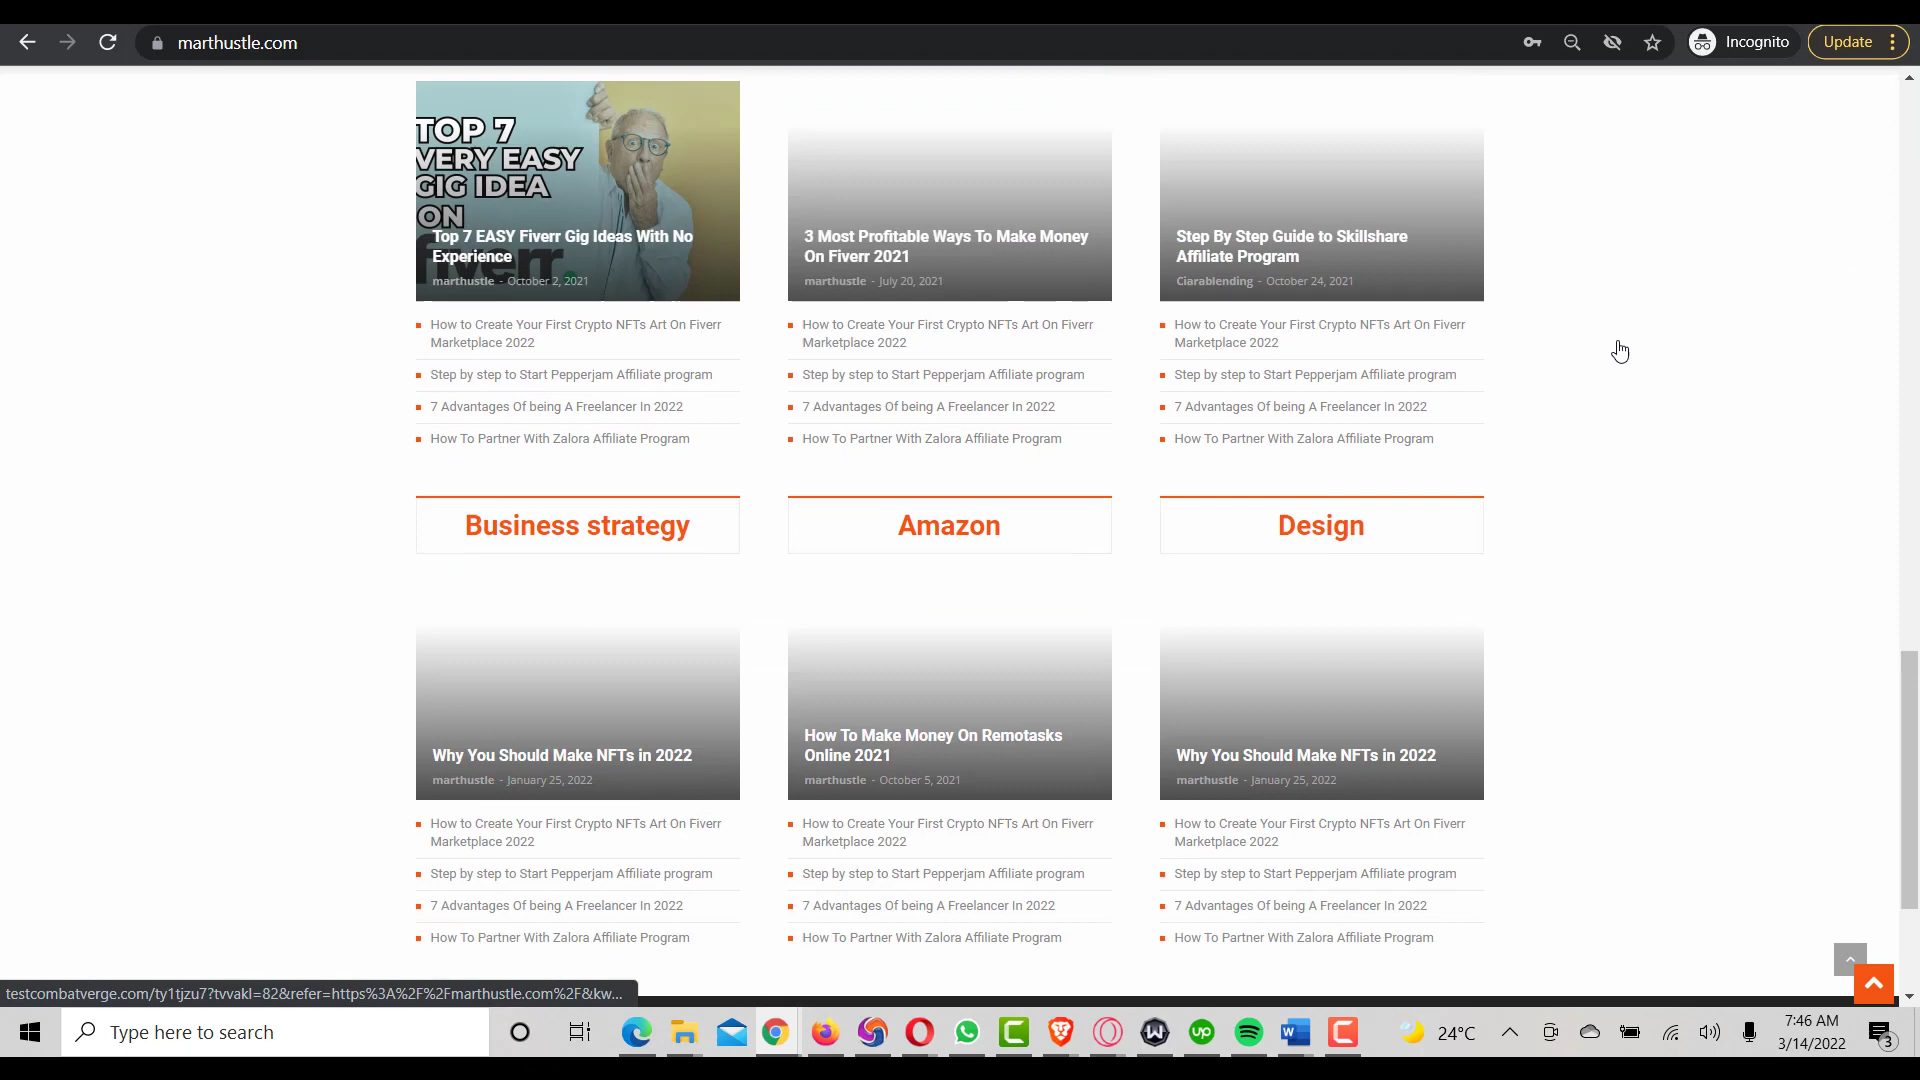 marthustle.com
Incognito
Update
TOP 7
VERY EASY
GIG IDEA
ON
fiverr.
Top 7 EASY Fiverr Gig Ideas With No
Experience
marthustle - October 2, 2021
How to Create Your First Crypto NFTs Art On Fiverr
Marketplace 2022
Step by step to Start Pepperjam Affiliate program
7 Advantages Of being A Freelancer In 2022
How To Partner With Zalora Affiliate Program
3 Most Profitable Ways To Make Money
On Fiverr 2021
marthustle - July 20, 2021
How to Create Your First Crypto NFTs Art On Fiverr
Marketplace 2022
Step by step to Start Pepperjam Affiliate program
7 Advantages Of being A Freelancer In 2022
How To Partner With Zalora Affiliate Program
Step By Step Guide to Skillshare
Affiliate Program
Ciarablending - October 24, 2021
How to Create Your First Crypto NFTs Art On Fiverr
Marketplace 2022
Step by step to Start Pepperjam Affiliate program
7 Advantages Of being A Freelancer In 2022
How To Partner With Zalora Affiliate Program
Business strategy
Why You Should Make NFTs in 2022
marthustle - January 25, 2022
How to Create Your First Crypto NFTs Art On Fiverr
Marketplace 2022
Step by step to Start Pepperjam Affiliate program
7 Advantages Of being A Freelancer In 2022
How To Partner With Zalora Affiliate Program
Amazon
How To Make Money On Remotasks
Online 2021
marthustle - October 5, 2021
How to Create Your First Crypto NFTs Art On Fiverr
Marketplace 2022
Step by step to Start Pepperjam Affiliate program
7 Advantages Of being A Freelancer In 2022
How To Partner With Zalora Affiliate Program
Design
Why You Should Make NFTs in 2022
marthustle - January 25, 2022
How to Create Your First Crypto NFTs Art On Fiverr
Marketplace 2022
Step by step to Start Pepperjam Affiliate program
7 Advantages Of being A Freelancer In 2022
How To Partner With Zalora Affiliate Program
testcombatverge.com/ty1tjzu7?tvvakl=82&refer=https%3A%2F%2Fmarthustle.com%2F&kw...
Type here to search
24°C
7:46 AM
3/14/2022
3